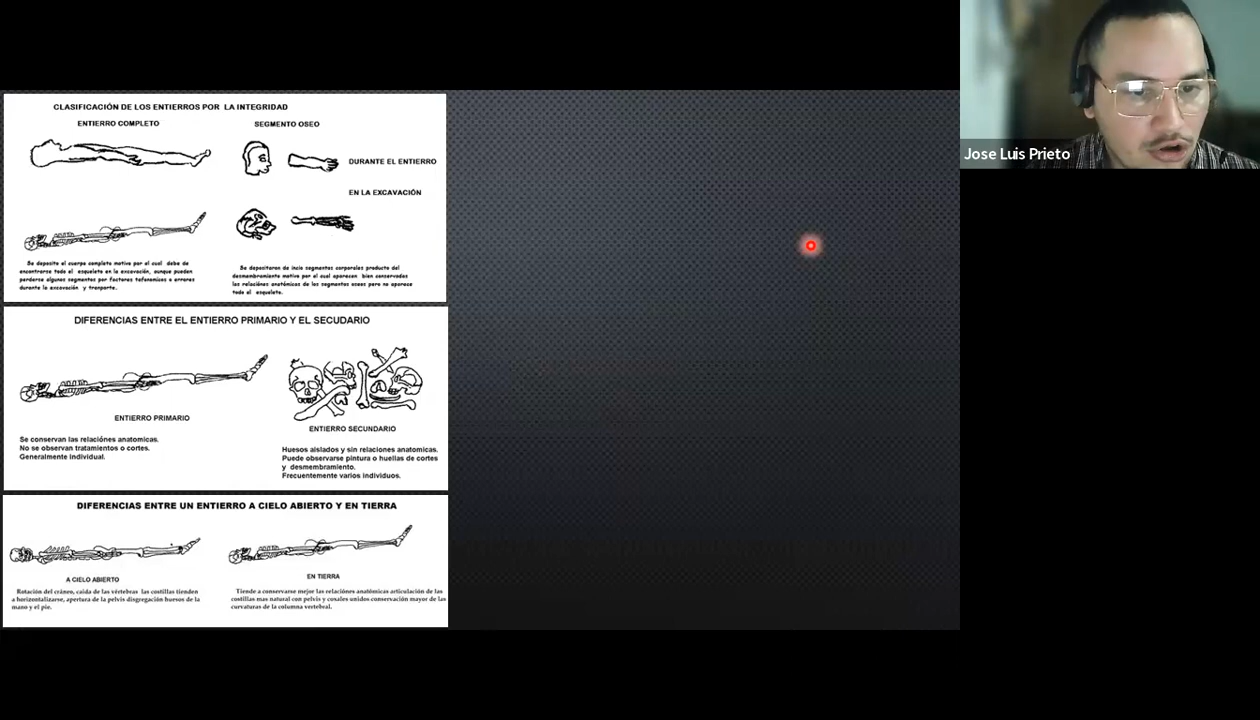 CLASIFICACIÓN DE LOS ENTIERROS POR LA INTEGRIDAD
ENTIERRO COMPLETO
SEGMENTO OSEO
DURANTE EL ENTIERRO
EN LA EXCAVACIÓN
Se deposito el cuerpo completo motivo por el cual debe de
encontrarse todo el esqueleto en la excavación, aunque pueden
perderse algunos segmentos por factores tafonomicos o errores
durante la excavación y tranporte.
Se depositaron de incio segmentos corporales producto del
desmembramiento motivo por el cual aparecen bien conservadas
las relaciónes anatómicas de los segmentos oseos pero no aparece
todo el esqueleto.
DIFERENCIAS ENTRE EL ENTIERRO PRIMARIO Y EL SECUDARIO
ENTIERRO PRIMARIO
Se conservan las relaciónes anatomicas.
No se observan tratamientos o cortes.
Generalmente individual.
ENTIERRO SECUNDARIO
Huesos aislados y sin relaciones anatomicas.
Puede observarse pintura o huellas de cortes
y desmembramiento.
Frecuentemente varios individuos.
DIFERENCIAS ENTRE UN ENTIERRO A CIELO ABIERTO Y EN TIERRA
A CIELO ABIERTO
Rotación del cráneo, caida de las vértebras las costillas tienden
a horizontalizarse, apertura de la pelvis disgregación huesos de la
mano y el pie.
EN TIERRA
Tiende a conservarse mejor las relaciónes anatómicas articulación de las
costillas mas natural con pelvis y cosales unidos conservación mayor de las
curvaturas de la columna vertebral.
Jose Luis Prieto